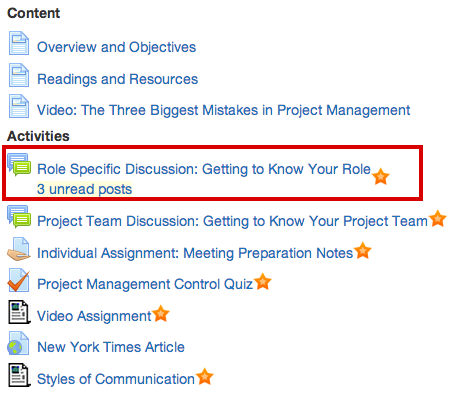 Content
Overview and Objectives
Readings and Resources
Video: The Three Biggest Mistakes in Project Management
Activities
Role Specific Discussion: Getting to Know Your Role
3 unread posts
Project Team Discussion: Getting to Know Your Project Team
Individual Assignment: Meeting Preparation Notes
Project Management Control Quiz
Video Assignment
New York Times Article
Styles of Communication